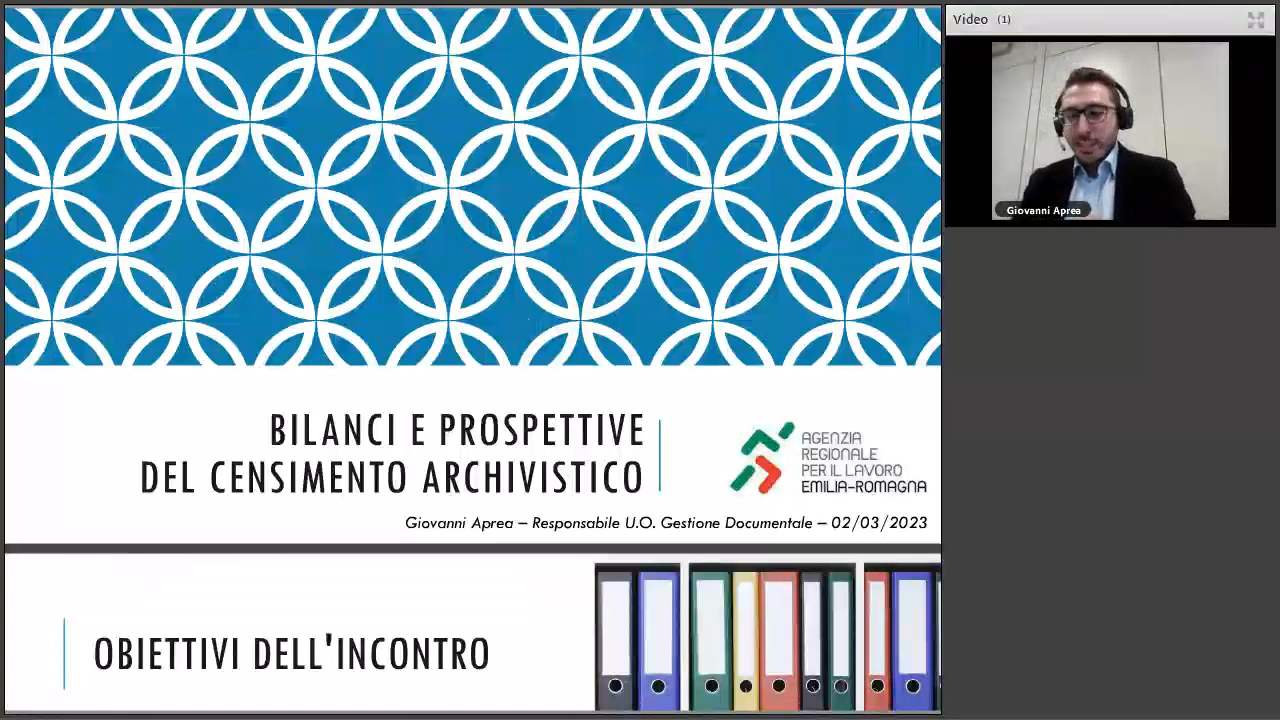 BILANCI E PROSPETTIVE
DEL CENSIMENTO ARCHIVISTICO
AGENZIA
REGIONALE
PER IL LAVORO
EMILIA-ROMAGNA
Giovanni Aprea – Responsabile U.O. Gestione Documentale – 02/03/2023
OBIETTIVI DELL'INCONTRO
Video (1)
Giovanni Aprea